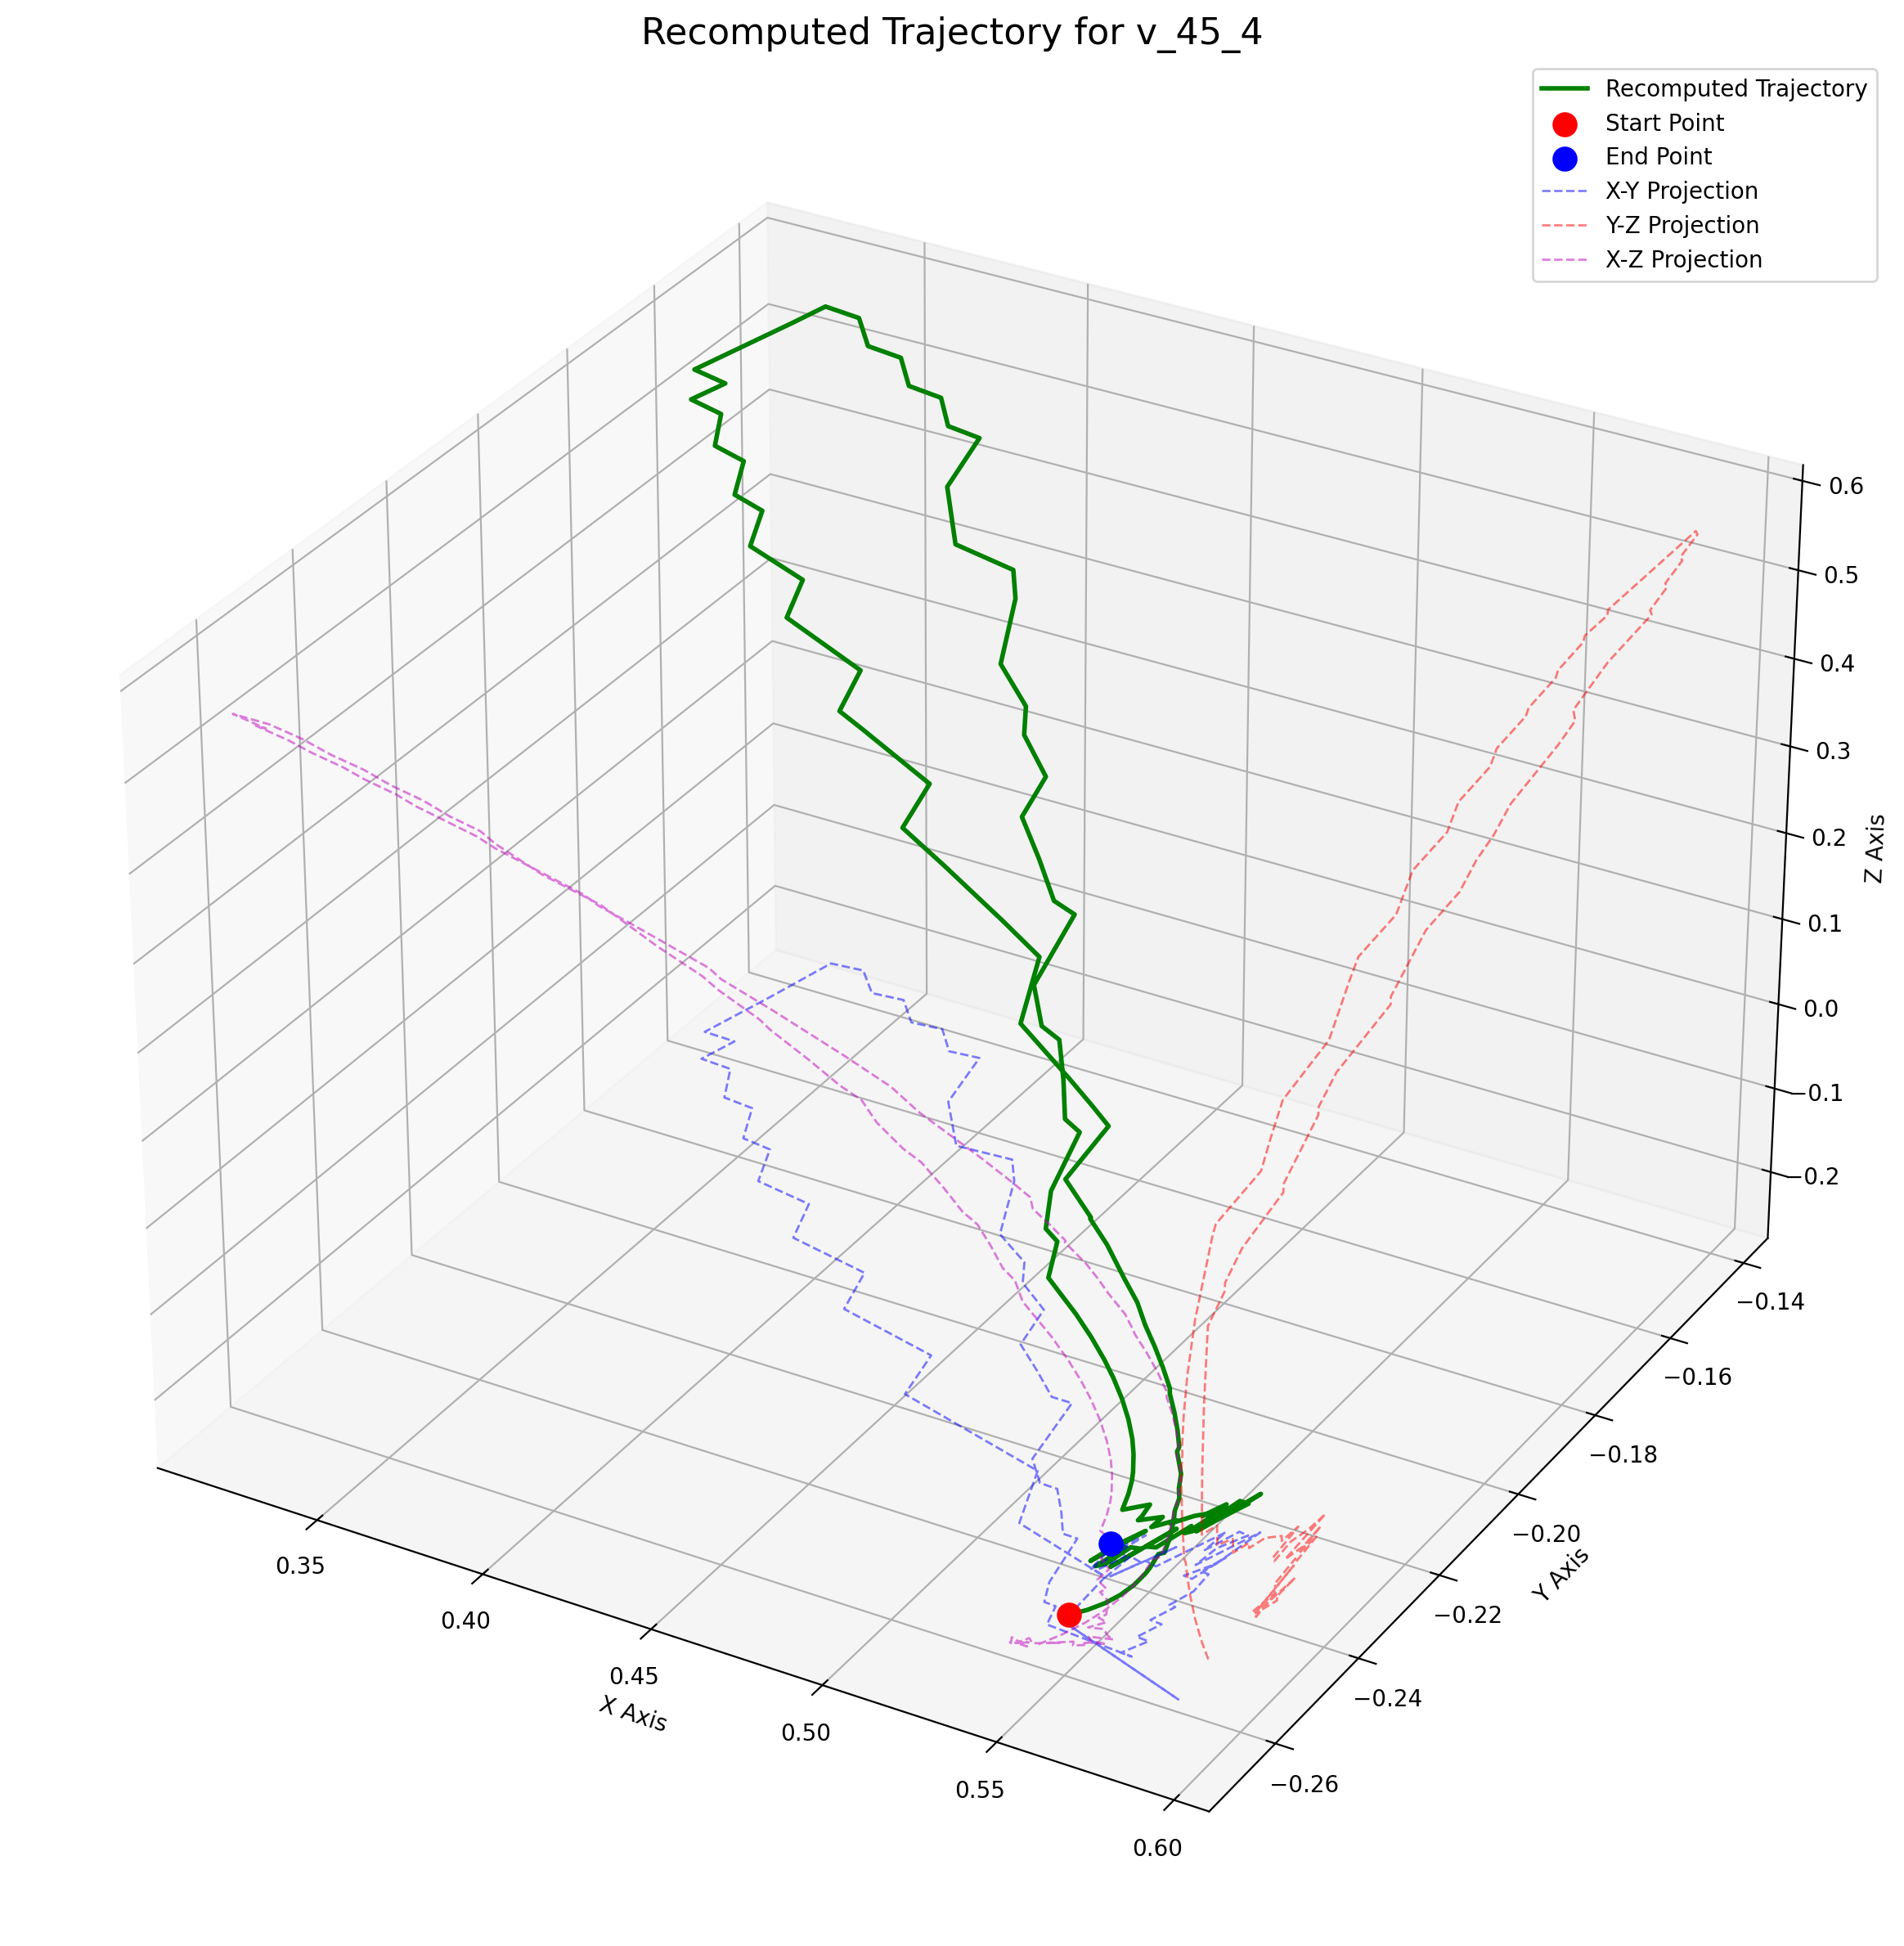 Recomputed Trajectory for v_45_4
Recomputed Trajectory
Start Point
End Point
X-Y Projection
Y-Z Projection
X-Z Projection
0.6
0.5
0.4
0.3
0.2
0.1
0.0
−0.1
−0.2
Z Axis
−0.14
−0.16
−0.18
−0.20
−0.22
−0.24
−0.26
Y Axis
0.35
0.40
0.45
0.50
0.55
0.60
X Axis